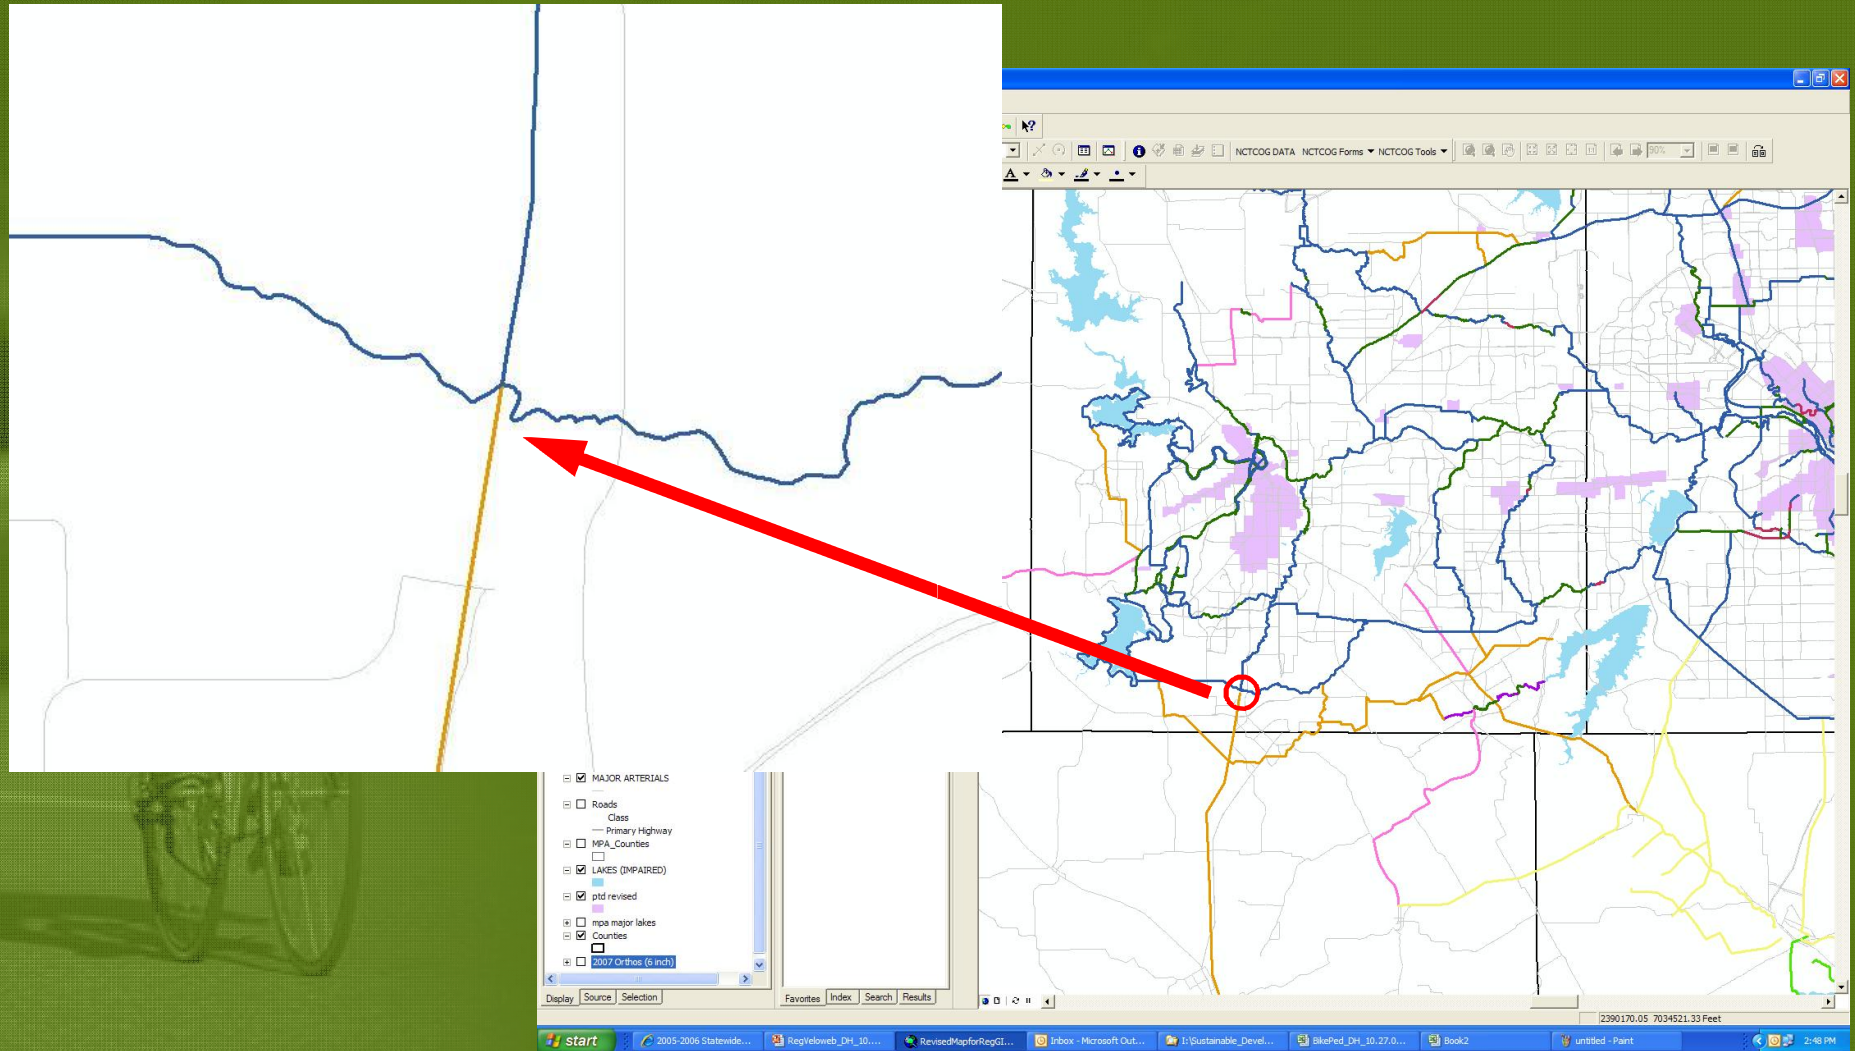 NCTCOG DATA NCTCOG Forms NCTCOG Tools 90%
A
MAJOR ARTERIALS
Roads
Class
Primary Highway
MPA_Counties
LAKES (IMPAIRED)
ptd revised
mpa major lakes
Counties
2007 Orthos (6 inch)
Display Source Selection
Favorites Index Search Results
2390170.05 7034521.33 Feet
start 2005-2006 Statewide... RegVeloweb_DH_10.... RevisedMapforRegGI... Inbox - Microsoft Out... I:\Sustainable_Devel... BikePed_DH_10.27.0... Book2 untitled - Paint 2:48 PM